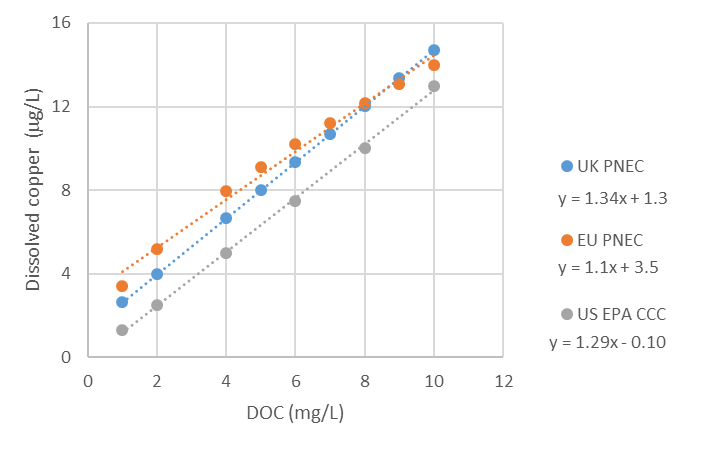 16
12
8
4
0
Dissolved copper (µg/L)
0 2 4 6 8 10 12
DOC (mg/L)
UK PNEC
y = 1.34x + 1.3
EU PNEC
y = 1.1x + 3.5
US EPA CCC
y = 1.29x - 0.10